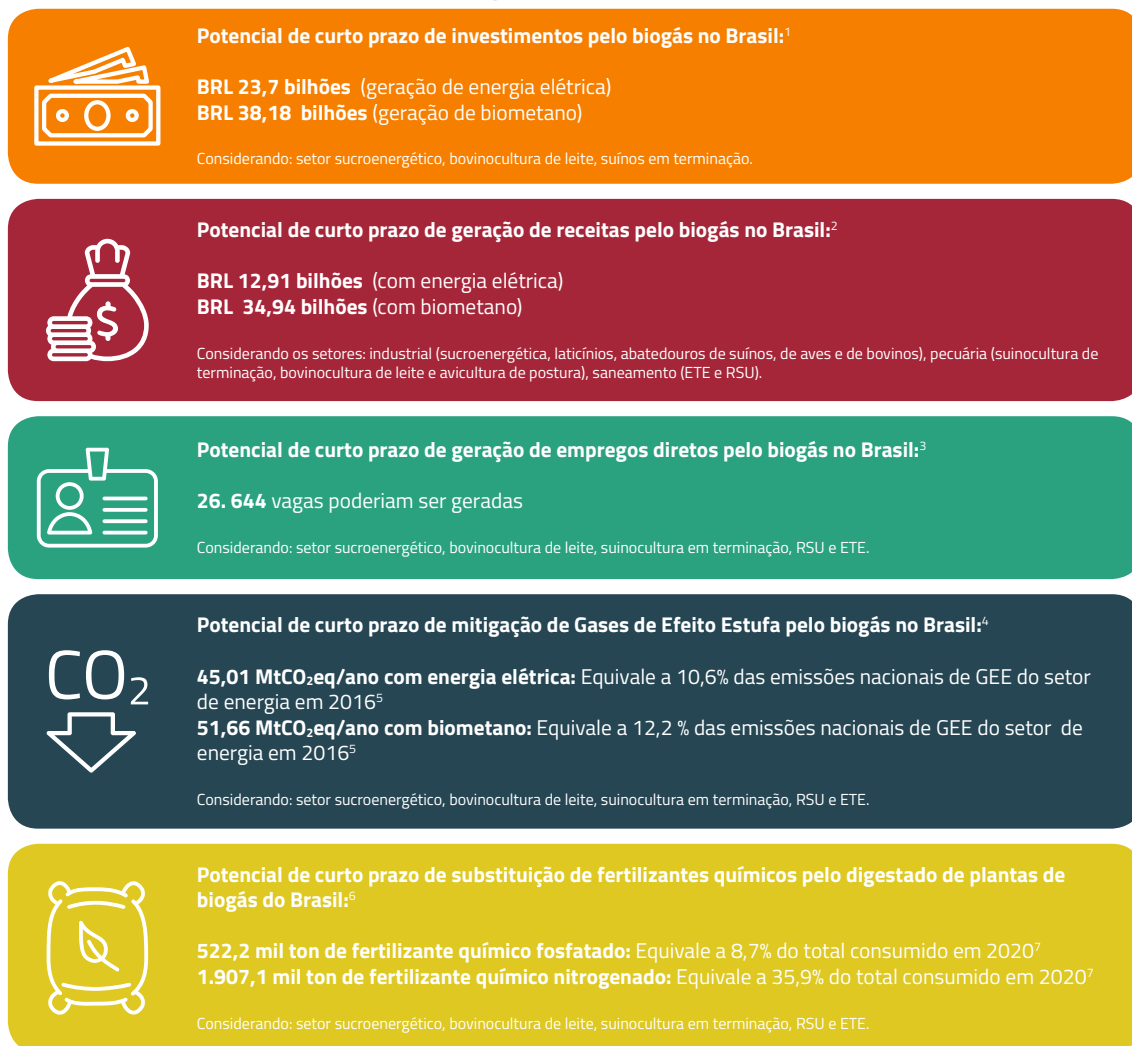 Potencial de curto prazo de investimentos pelo biogás no Brasil:¹
BRL 23,7 bilhões (geração de energia elétrica)
BRL 38,18 bilhões (geração de biometano)
Considerando: setor sucroenergético, bovinocultura de leite, suínos em terminação.
Potencial de curto prazo de geração de receitas pelo biogás no Brasil:²
BRL 12,91 bilhões (com energia elétrica)
BRL 34,94 bilhões (com biometano)
Considerando os setores: industrial (sucroenergética, laticínios, abatedouros de suínos, de aves e de bovinos), pecuária (suinocultura de
terminação, bovinocultura de leite e avicultura de postura), saneamento (ETE e RSU).
$
Potencial de curto prazo de geração de empregos diretos pelo biogás no Brasil:³
26. 644 vagas poderiam ser geradas
Considerando: setor sucroenergético, bovinocultura de leite, suinocultura em terminação, RSU e ETE.
Potencial de curto prazo de mitigação de Gases de Efeito Estufa pelo biogás no Brasil:⁴
CO₂
45,01 MtCO₂eq/ano com energia elétrica: Equivale a 10,6% das emissões nacionais de GEE do setor
de energia em 2016⁵
51,66 MtCO₂eq/ano com biometano: Equivale a 12,2 % das emissões nacionais de GEE do setor de
energia em 2016⁵
Considerando: setor sucroenergético, bovinocultura de leite, suinocultura em terminação, RSU e ETE.
Potencial de curto prazo de substituição de fertilizantes químicos pelo digestado de plantas de
biogás do Brasil:⁶
522,2 mil ton de fertilizante químico fosfatado: Equivale a 8,7% do total consumido em 2020⁷
1.907,1 mil ton de fertilizante químico nitrogenado: Equivale a 35,9% do total consumido em 2020⁷
Considerando: setor sucroenergético, bovinocultura de leite, suinocultura em terminação, RSU e ETE.